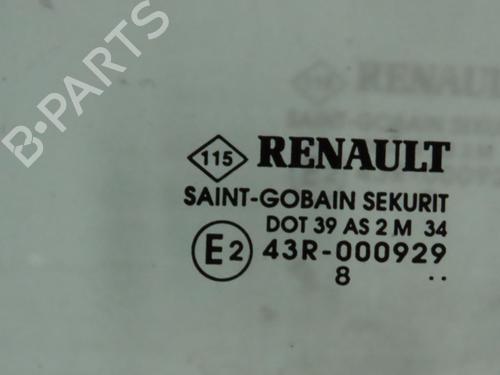 B-PARTS
115 RENAULT
SAINT-GOBAIN SEKURIT
DOT 39 AS 2 M 34
E2 43R-000929
8 ..